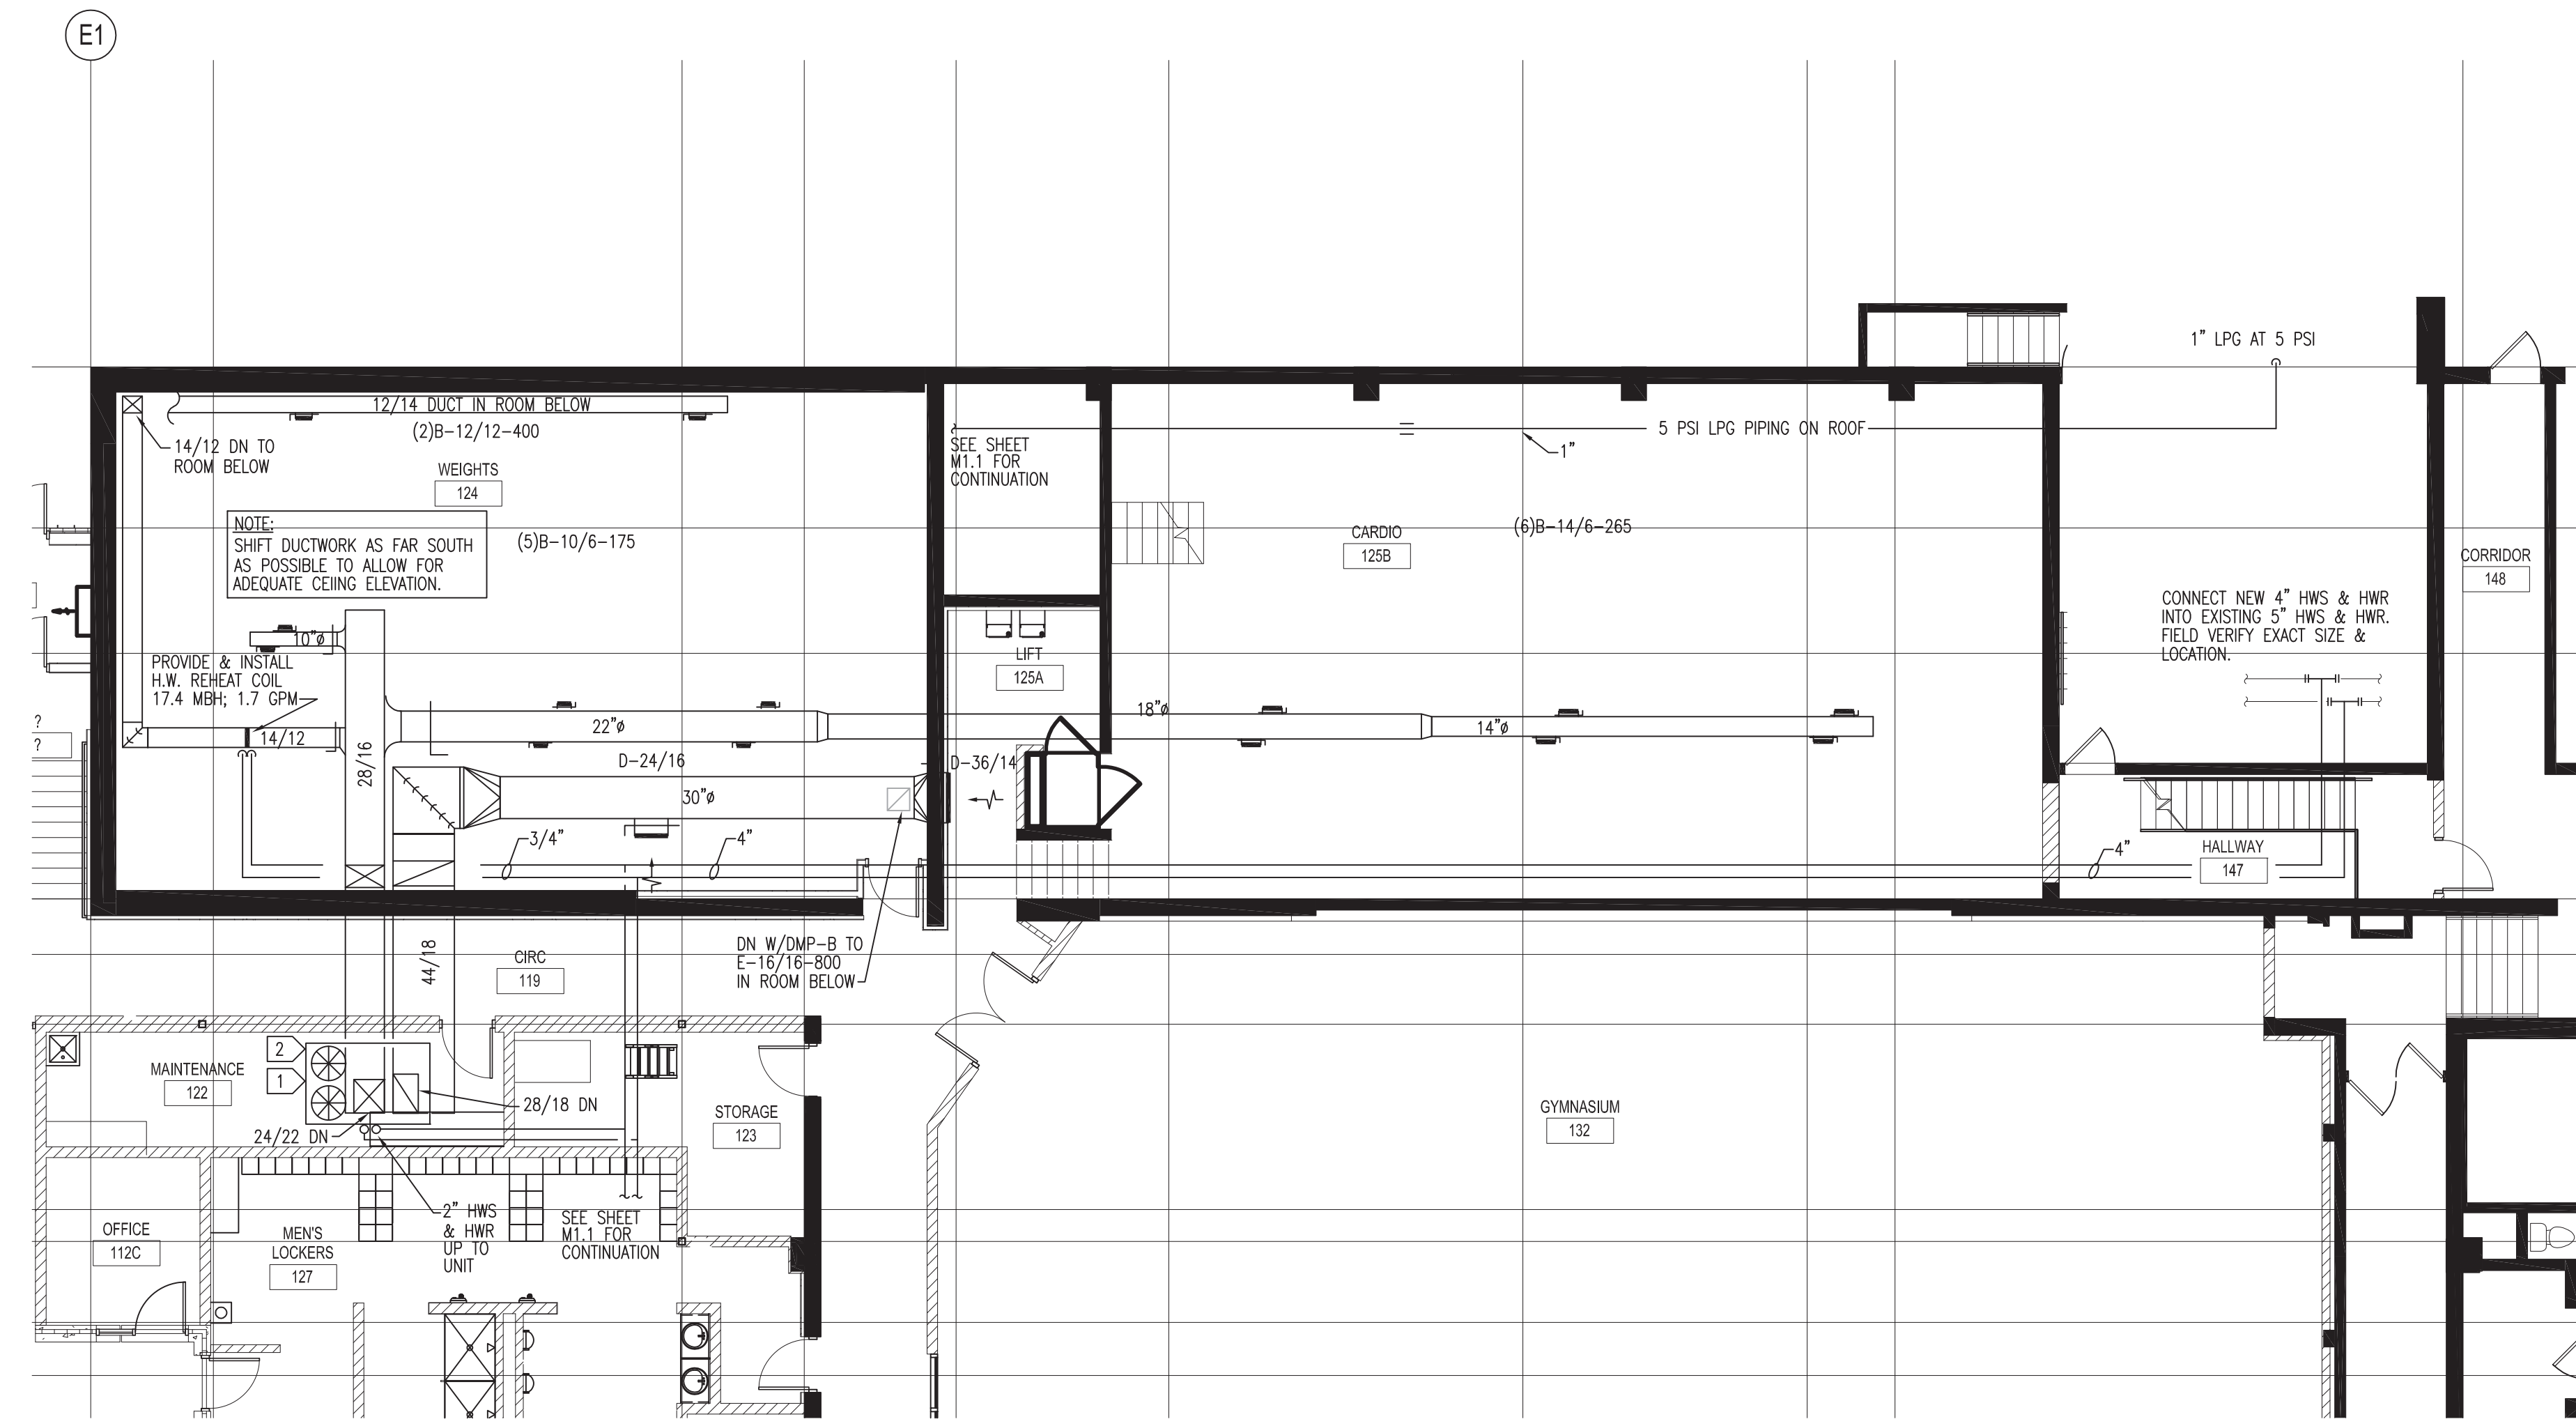 E1
1” LPG AT 5 PSI
12/14 DUCT IN ROOM BELOW
(2)B-12/12-400
14/12 DN TO
ROOM BELOW
WEIGHTS
124
NOTE:
SHIFT DUCTWORK AS FAR SOUTH
AS POSSIBLE TO ALLOW FOR
ADEQUATE CEIING ELEVATION.
(5)B-10/6-175
SEE SHEET
M1.1 FOR
CONTINUATION
5 PSI LPG PIPING ON ROOF
1”
(6)B-14/6-265
CARDIO
125B
CORRIDOR
148
CONNECT NEW 4” HWS & HWR
INTO EXISTING 5” HWS & HWR.
FIELD VERIFY EXACT SIZE &
LOCATION.
10”ø
PROVIDE & INSTALL
H.W. REHEAT COIL
17.4 MBH; 1.7 GPM
LIFT
125A
?
?
14/12
28/16
22”ø
18”ø
14”ø
D-24/16
D-36/14
30”ø
3/4”
4”
4”
HALLWAY
147
44/18
CIRC
119
DN W/DMP-B TO
E-16/16-800
IN ROOM BELOW
2
1
MAINTENANCE
122
28/18 DN
24/22 DN
STORAGE
123
GYMNASIUM
132
OFFICE
112C
MEN'S
LOCKERS
127
2” HWS
& HWR
UP TO
UNIT
SEE SHEET
M1.1 FOR
CONTINUATION